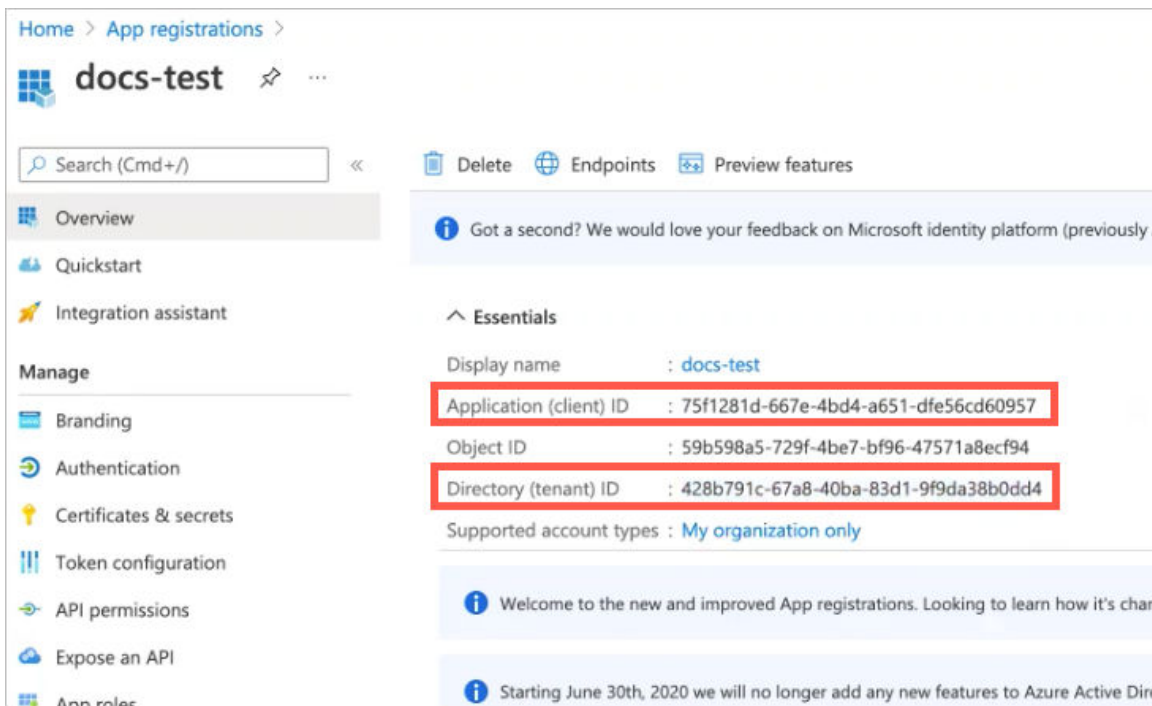 Home > App registrations >
docs-test
Search (Cmd+/)
Overview
Quickstart
Integration assistant
Manage
Branding
Authentication
Certificates & secrets
Token configuration
API permissions
Expose an API
App roles
Delete Endpoints Preview features
Got a second? We would love your feedback on Microsoft identity platform (previously
Essentials
Display name : docs-test
Application (client) ID : 75f1281d-667e-4bd4-a651-dfe56cd60957
Object ID : 59b598a5-729f-4be7-bf96-47571a8ecf94
Directory (tenant) ID : 428b791c-67a8-40ba-83d1-9f9da38b0dd4
Supported account types : My organization only
Welcome to the new and improved App registrations. Looking to learn how it's
Starting June 30th, 2020 we will no longer add any new features to Azure Active